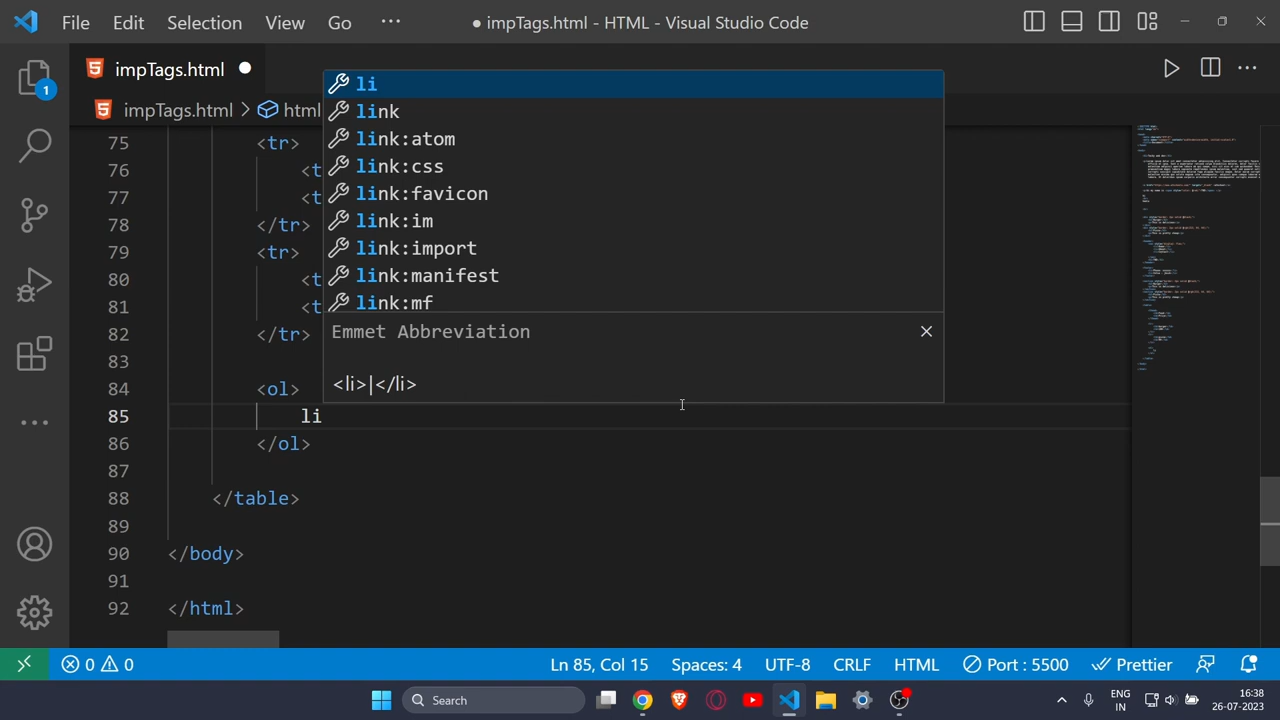 File Edit Selection View Go ··· ● impTags.html - HTML - Visual Studio Code
impTags.html
impTags.html > html
1
li
link
link:atom
link:css
link:favicon
link:im
link:import
link:manifest
link:mf
Emmet Abbreviation
<li>|</li>
75 <tr>
76 <t
77 <t
78 </tr>
79 <tr>
80 <t
81 <t
82 </tr>
83
84 <ol>
85 li
86 </ol>
87
88 </table>
89
90 </body>
91
92 </html>
0 0 Ln 85, Col 15 Spaces: 4 UTF-8 CRLF HTML Port : 5500 Prettier
Search
ENG
IN
16:38
26-07-2023